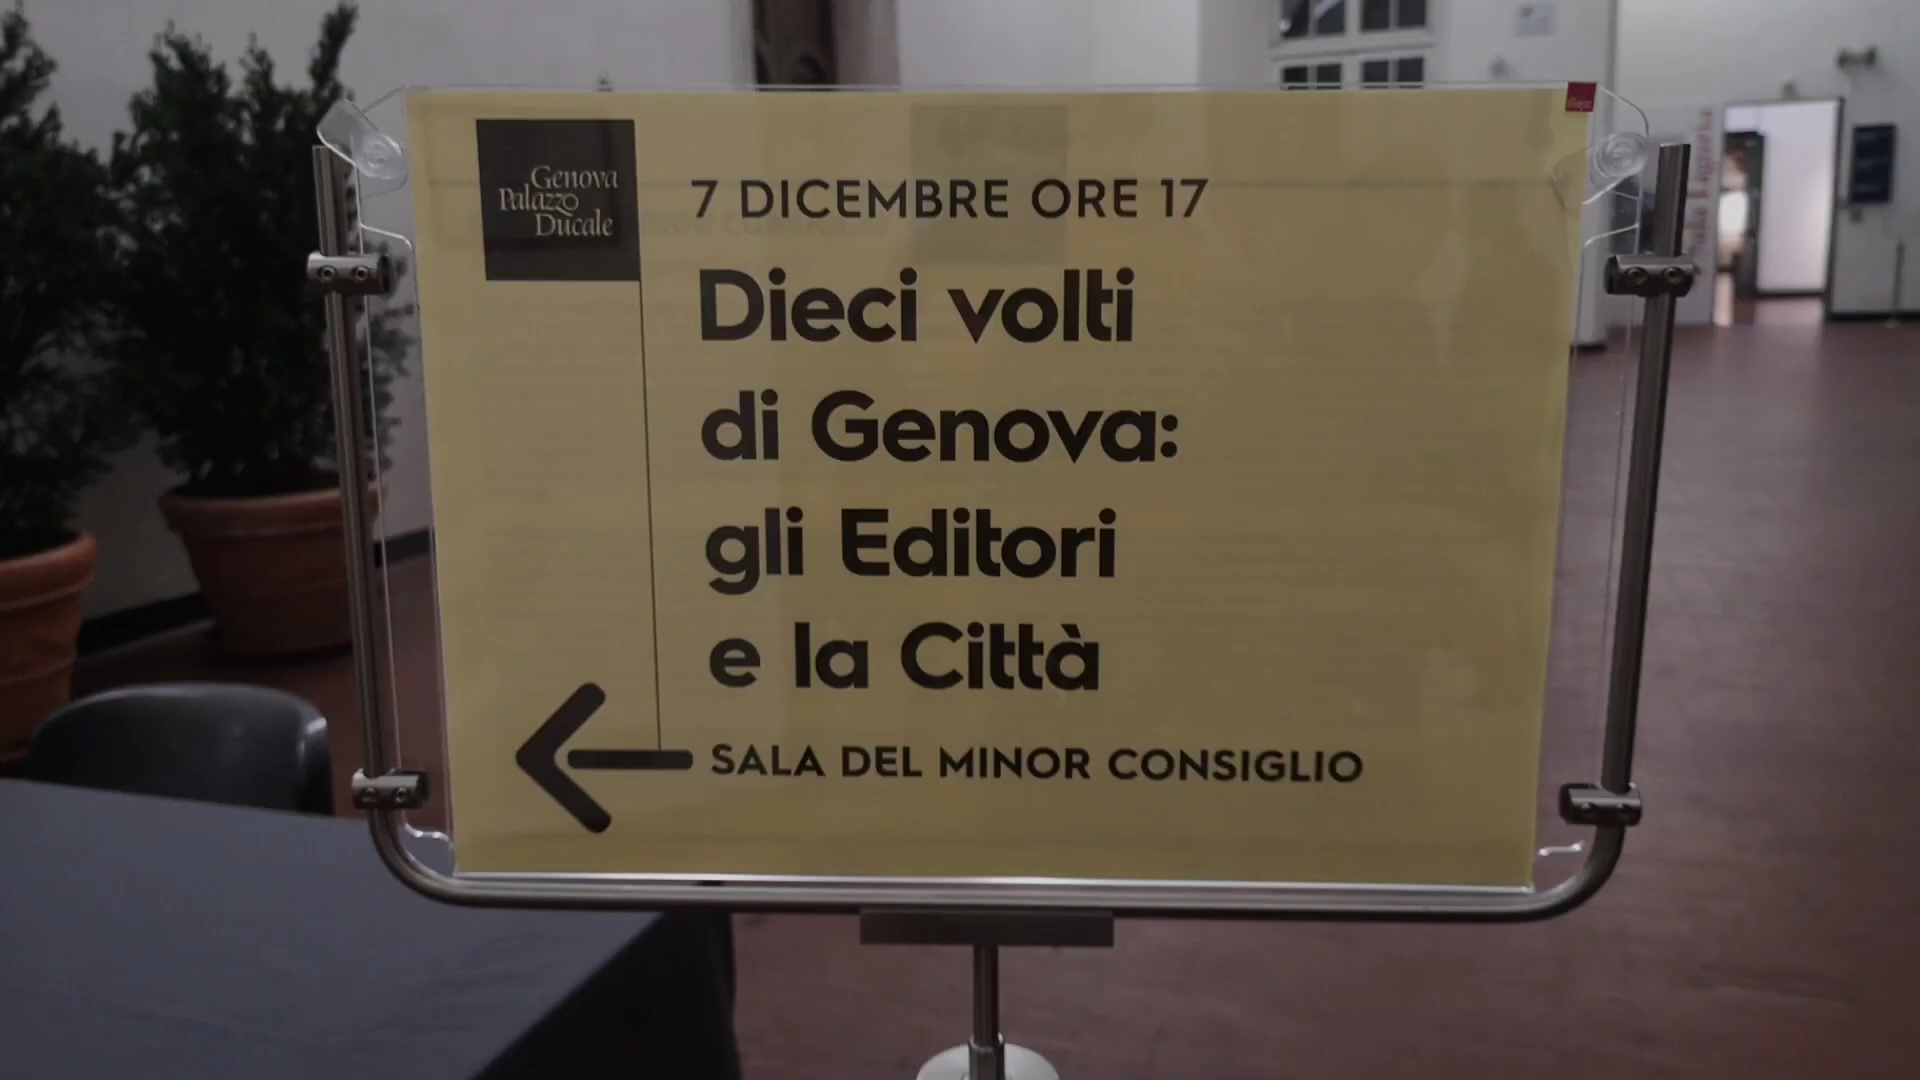 Genova
Palazzo
Ducale
7 DICEMBRE ORE 17
Dieci volti
di Genova:
gli Editori
e la Città
SALA DEL MINOR CONSIGLIO